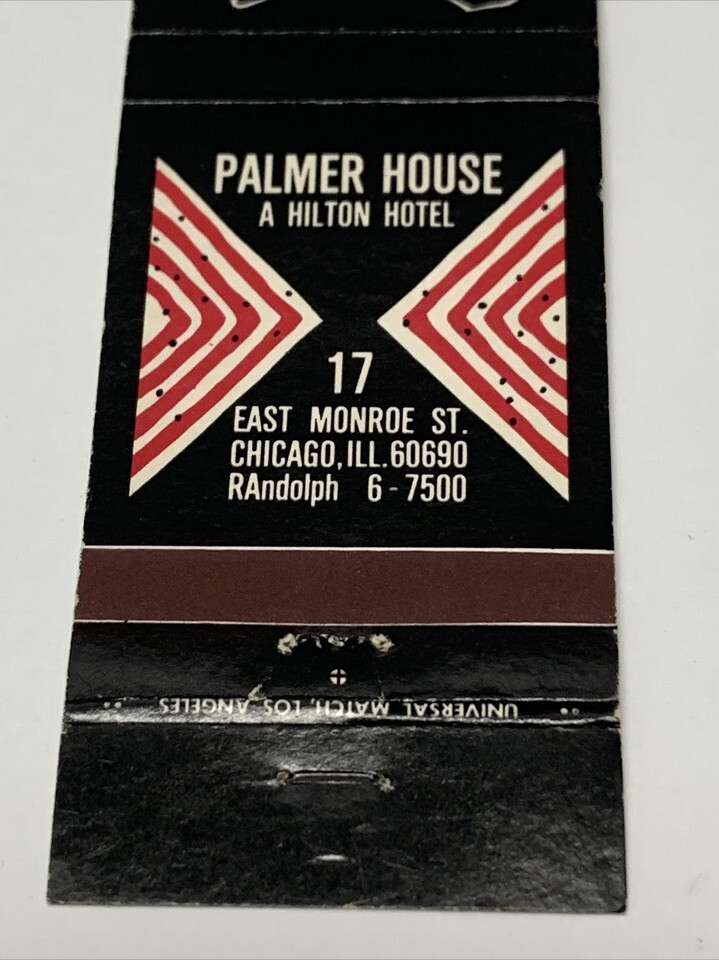 PALMER HOUSE
A HILTON HOTEL
17
EAST MONROE ST.
CHICAGO, ILL. 60690
RAndolph 6-7500
UNIVERSAL MATCH, LOS ANGELES